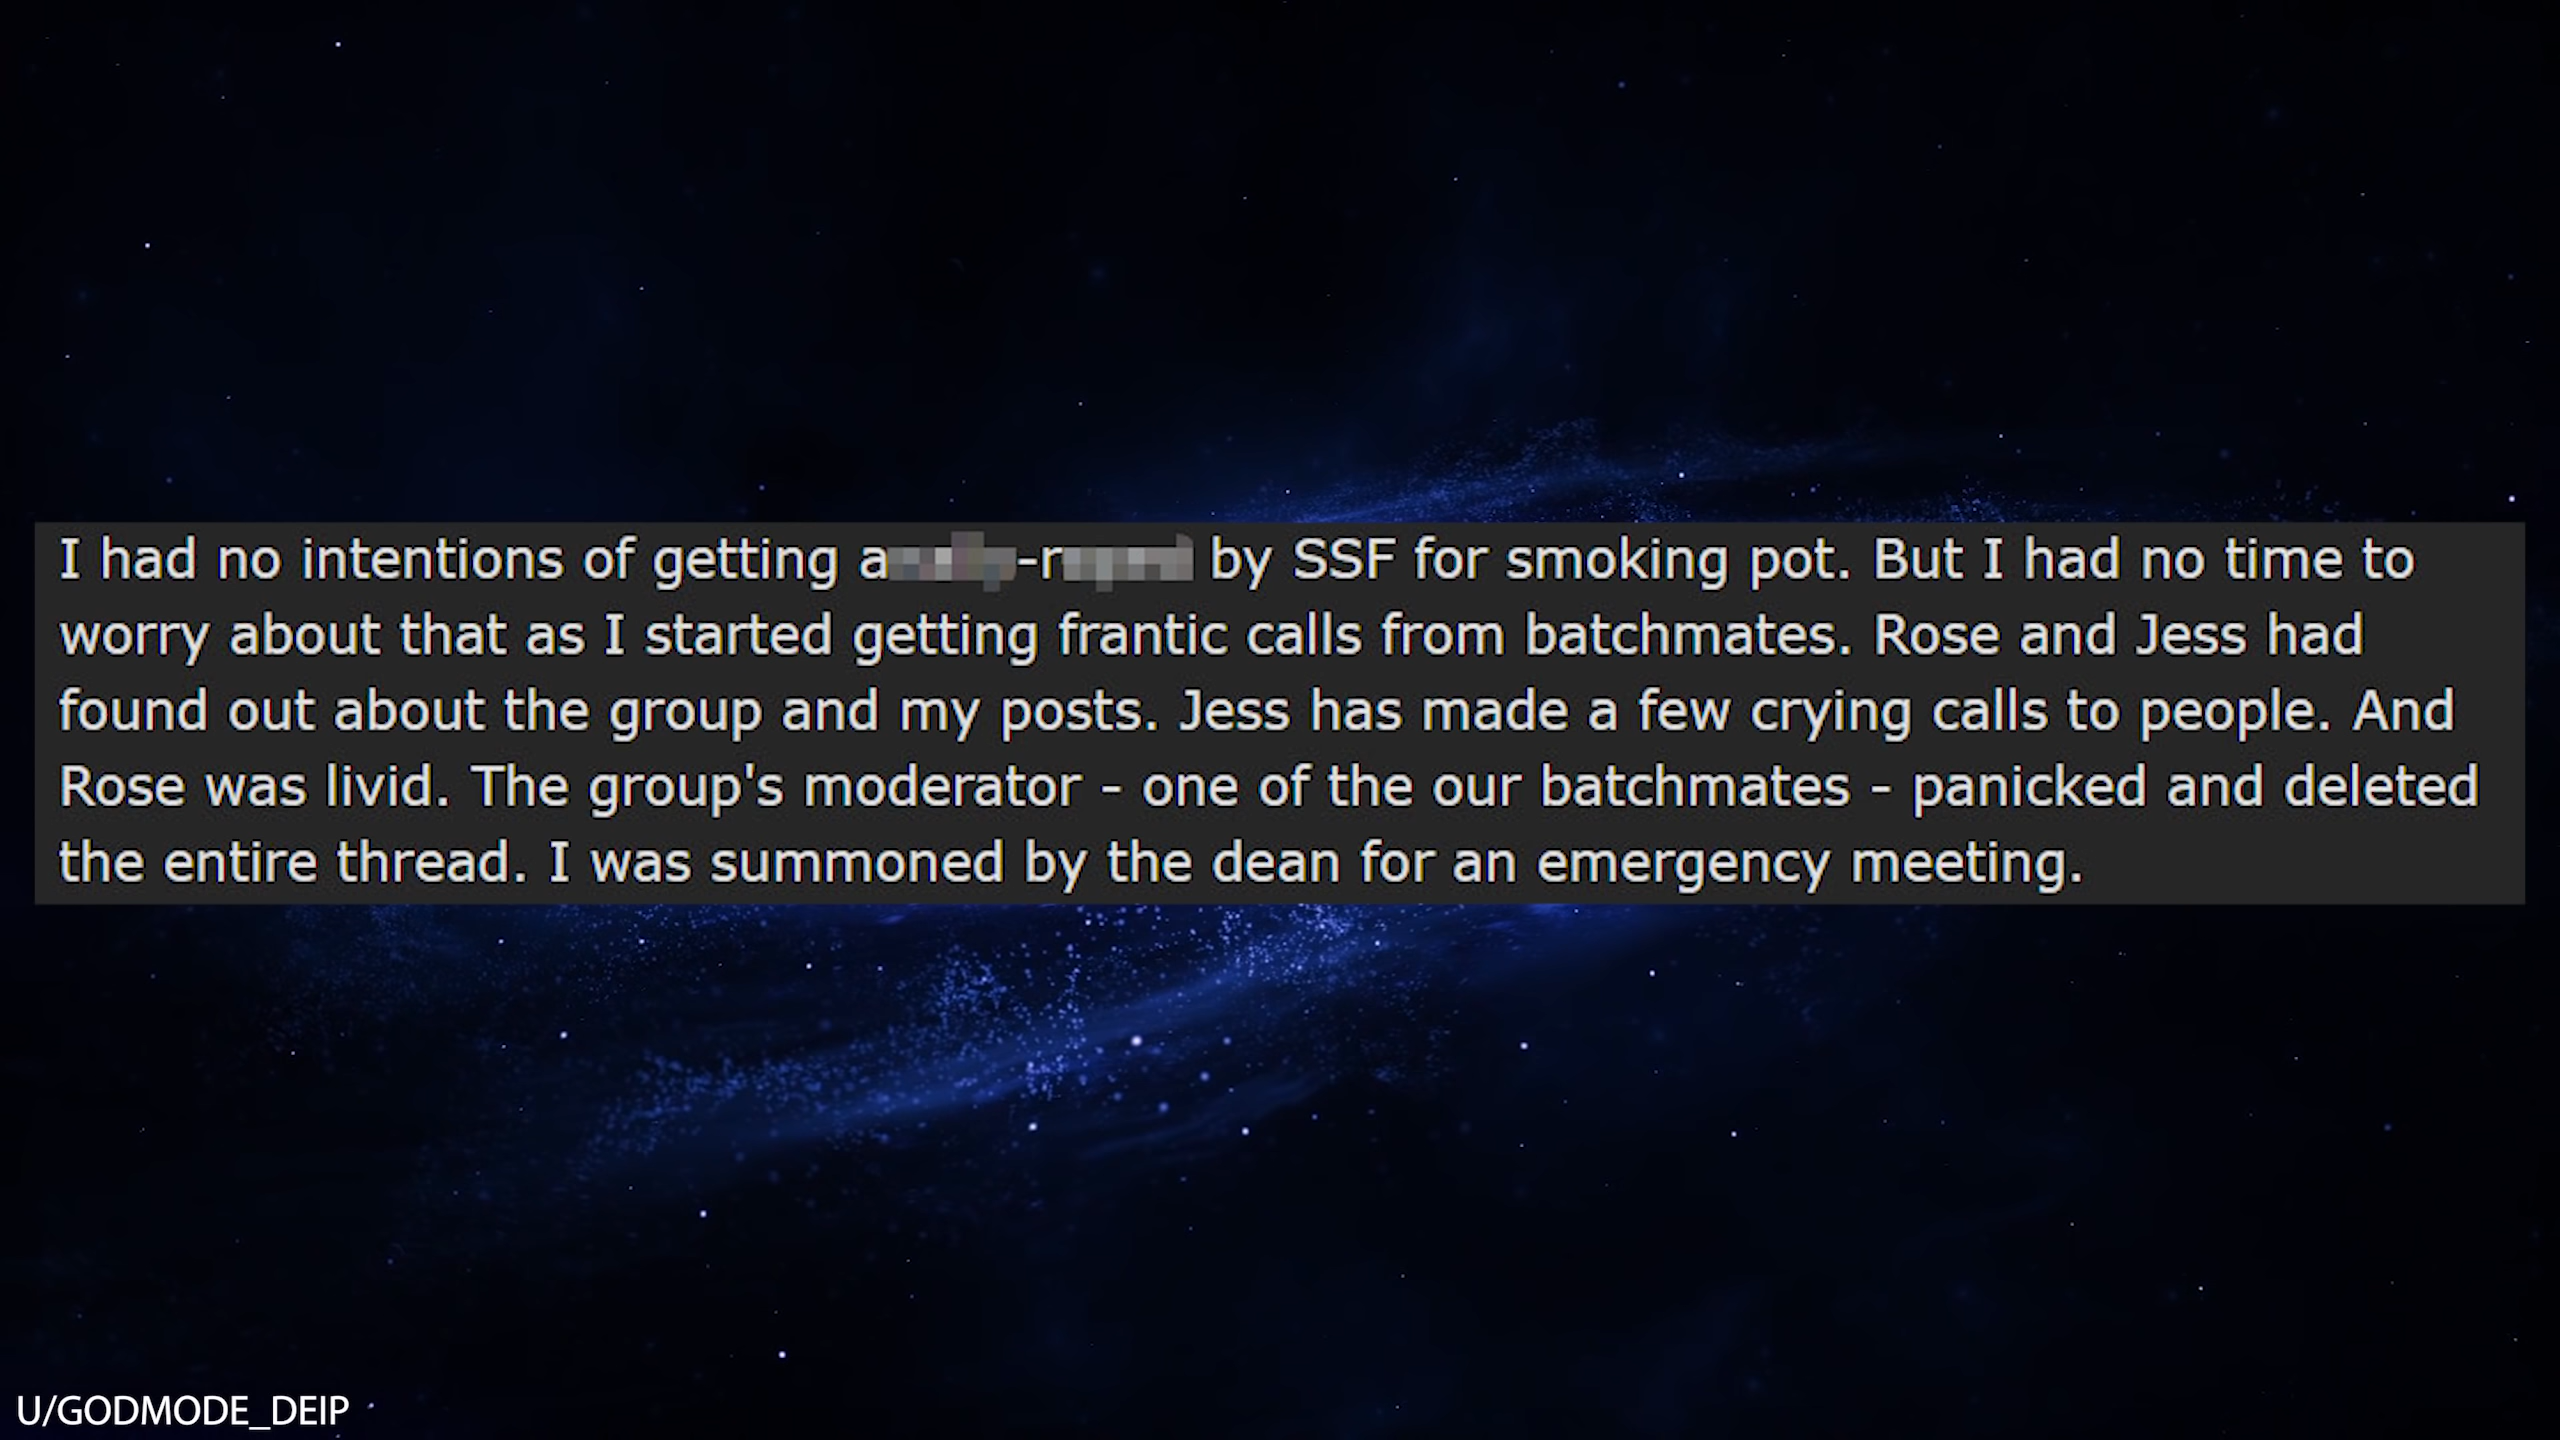 I had no intentions of getting a -r by SSF for smoking pot. But I had no time to
worry about that as I started getting frantic calls from batchmates. Rose and Jess had
found out about the group and my posts. Jess has made a few crying calls to people. And
Rose was livid. The group's moderator - one of the our batchmates - panicked and deleted
the entire thread. I was summoned by the dean for an emergency meeting.
U/GODMODE_DEIP